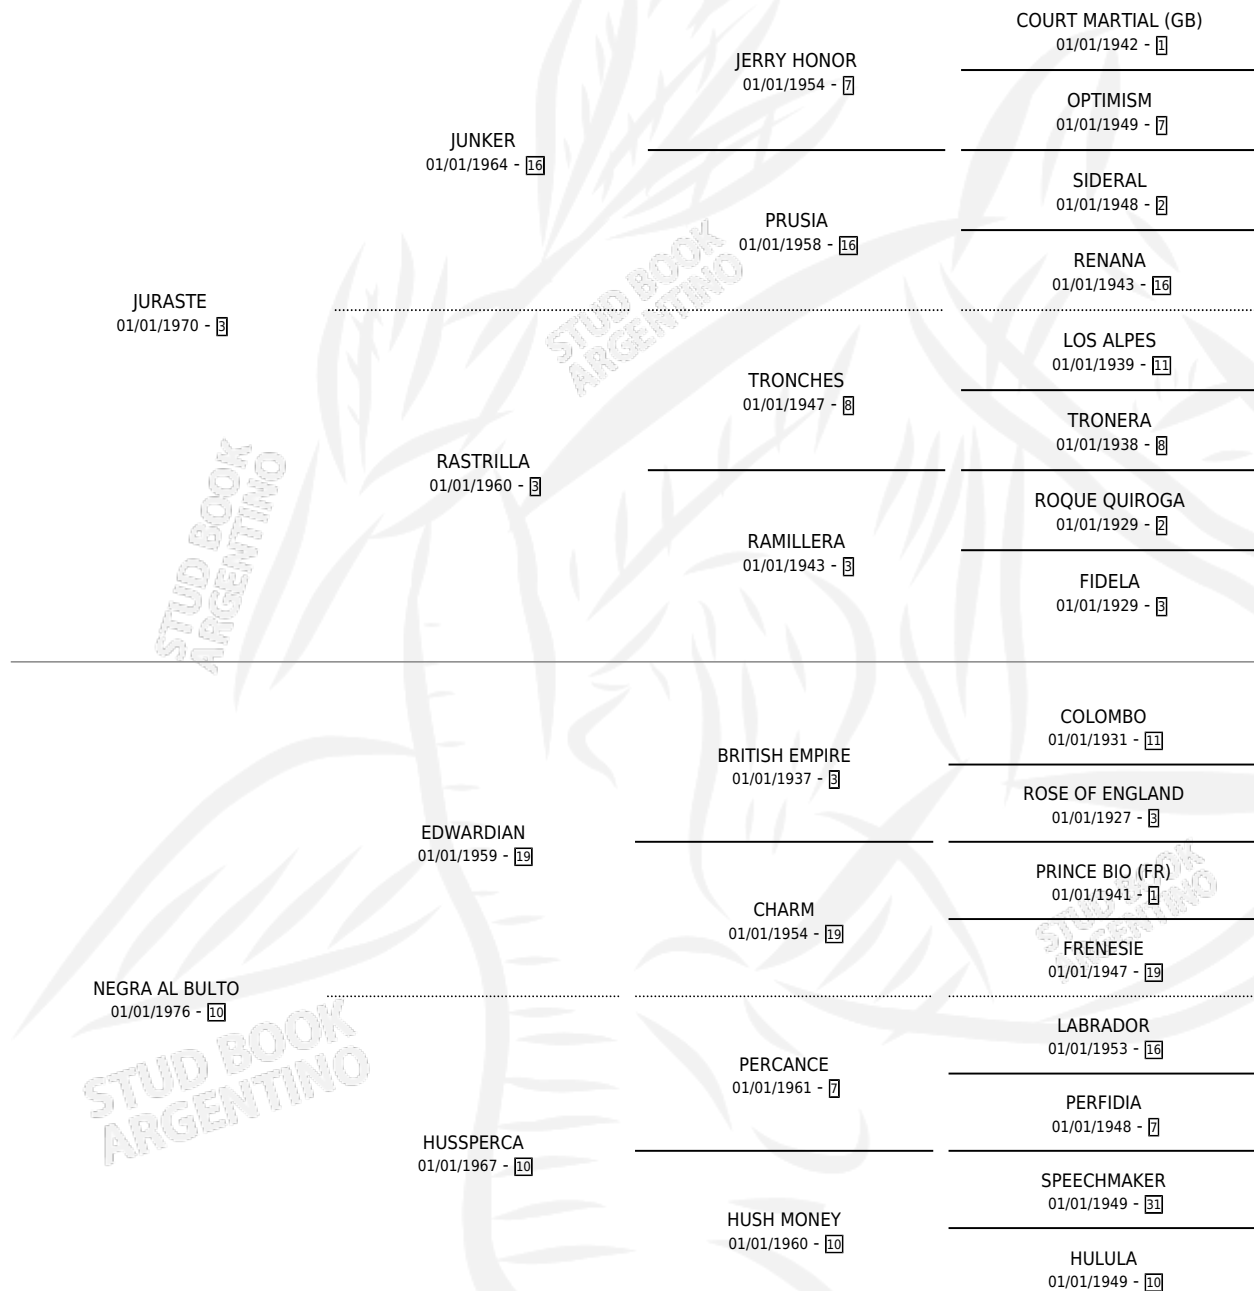 COURT MARTIAL (GB)
01/01/1942 - 1
JERRY HONOR
01/01/1954 - 7
OPTIMISM
01/01/1949 - 7
JUNKER
01/01/1964 - 16
SIDERAL
01/01/1948 - 2
PRUSIA
01/01/1958 - 16
RENANA
01/01/1943 - 16
JURASTE
01/01/1970 - 3
LOS ALPES
01/01/1939 - 11
TRONCHES
01/01/1947 - 8
TRONERA
01/01/1938 - 8
RASTRILLA
01/01/1960 - 3
ROQUE QUIROGA
01/01/1929 - 2
RAMILLERA
01/01/1943 - 3
FIDELA
01/01/1929 - 3
COLOMBO
01/01/1931 - 11
BRITISH EMPIRE
01/01/1937 - 3
ROSE OF ENGLAND
01/01/1927 - 3
EDWARDIAN
01/01/1959 - 19
PRINCE BIO (FR)
01/01/1941 - 1
CHARM
01/01/1954 - 19
FRENESIE
01/01/1947 - 19
NEGRA AL BULTO
01/01/1976 - 10
LABRADOR
01/01/1953 - 16
PERCANCE
01/01/1961 - 7
PERFIDIA
01/01/1948 - 7
HUSSPERCA
01/01/1967 - 10
SPEECHMAKER
01/01/1949 - 31
HUSH MONEY
01/01/1960 - 10
HULULA
01/01/1949 - 10
STUD BOOK
ARGENTINO
STUD BOOK
ARGENTINO
STUD BOOK
ARGENTINO
STUD BOOK
ARGENTINO